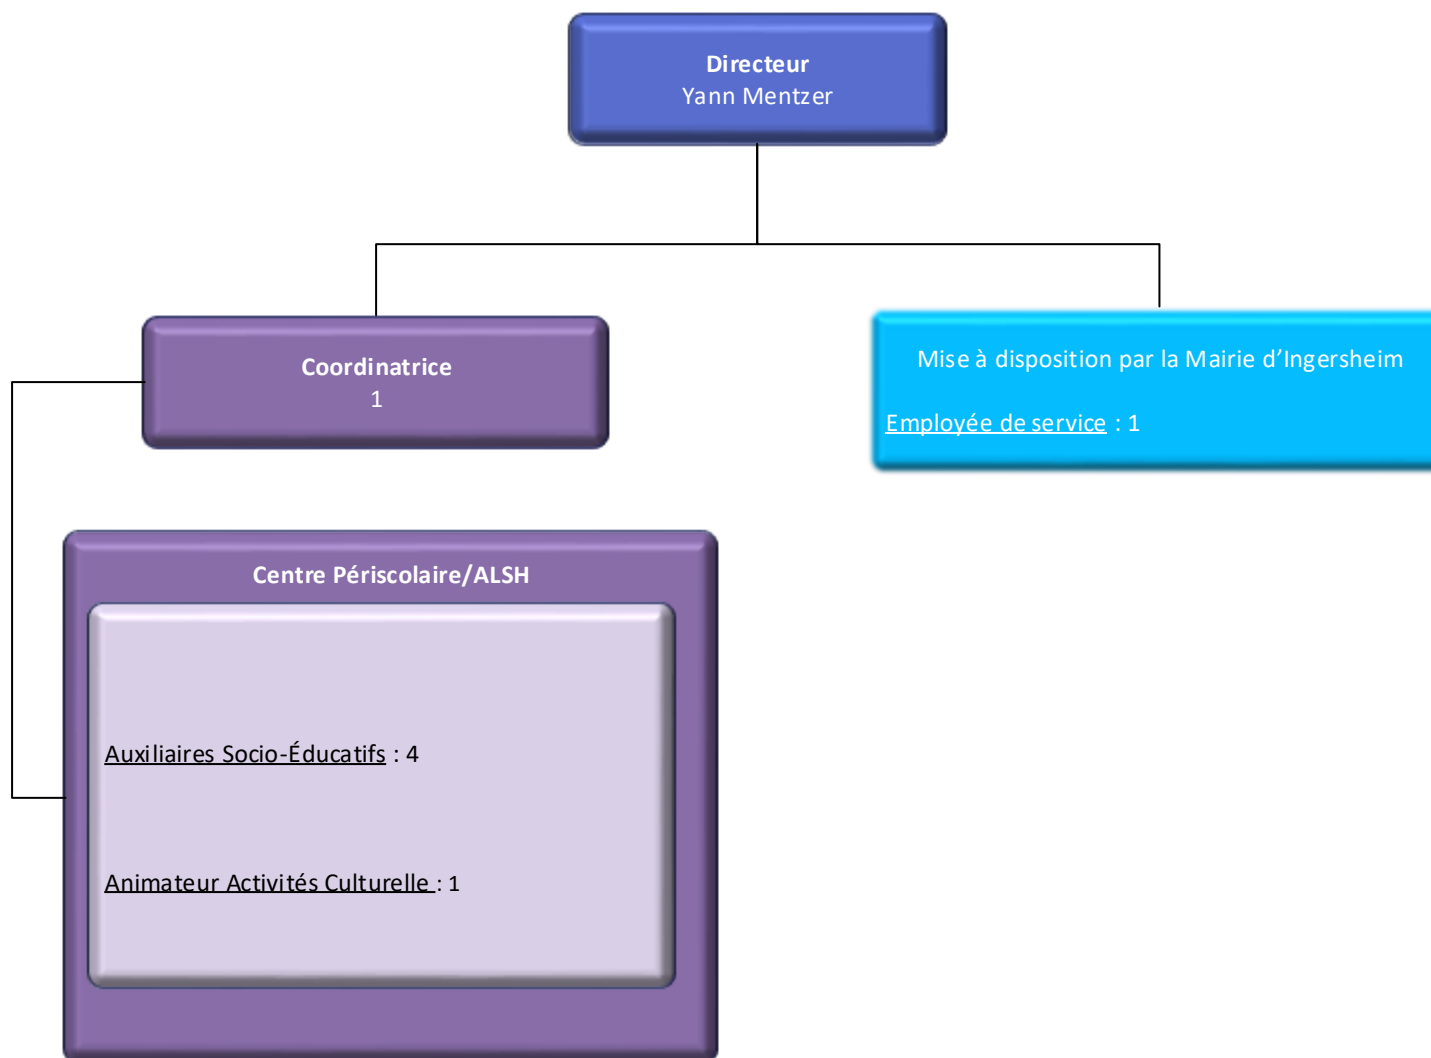 Directeur
Yann Mentzer
Coordinatrice
1
Mise à disposition par la Mairie d’Ingersheim
Employée de service : 1
Centre Périscolaire/ALSH
Auxiliaires Socio-Éducatifs : 4
Animateur Activités Culturelle : 1